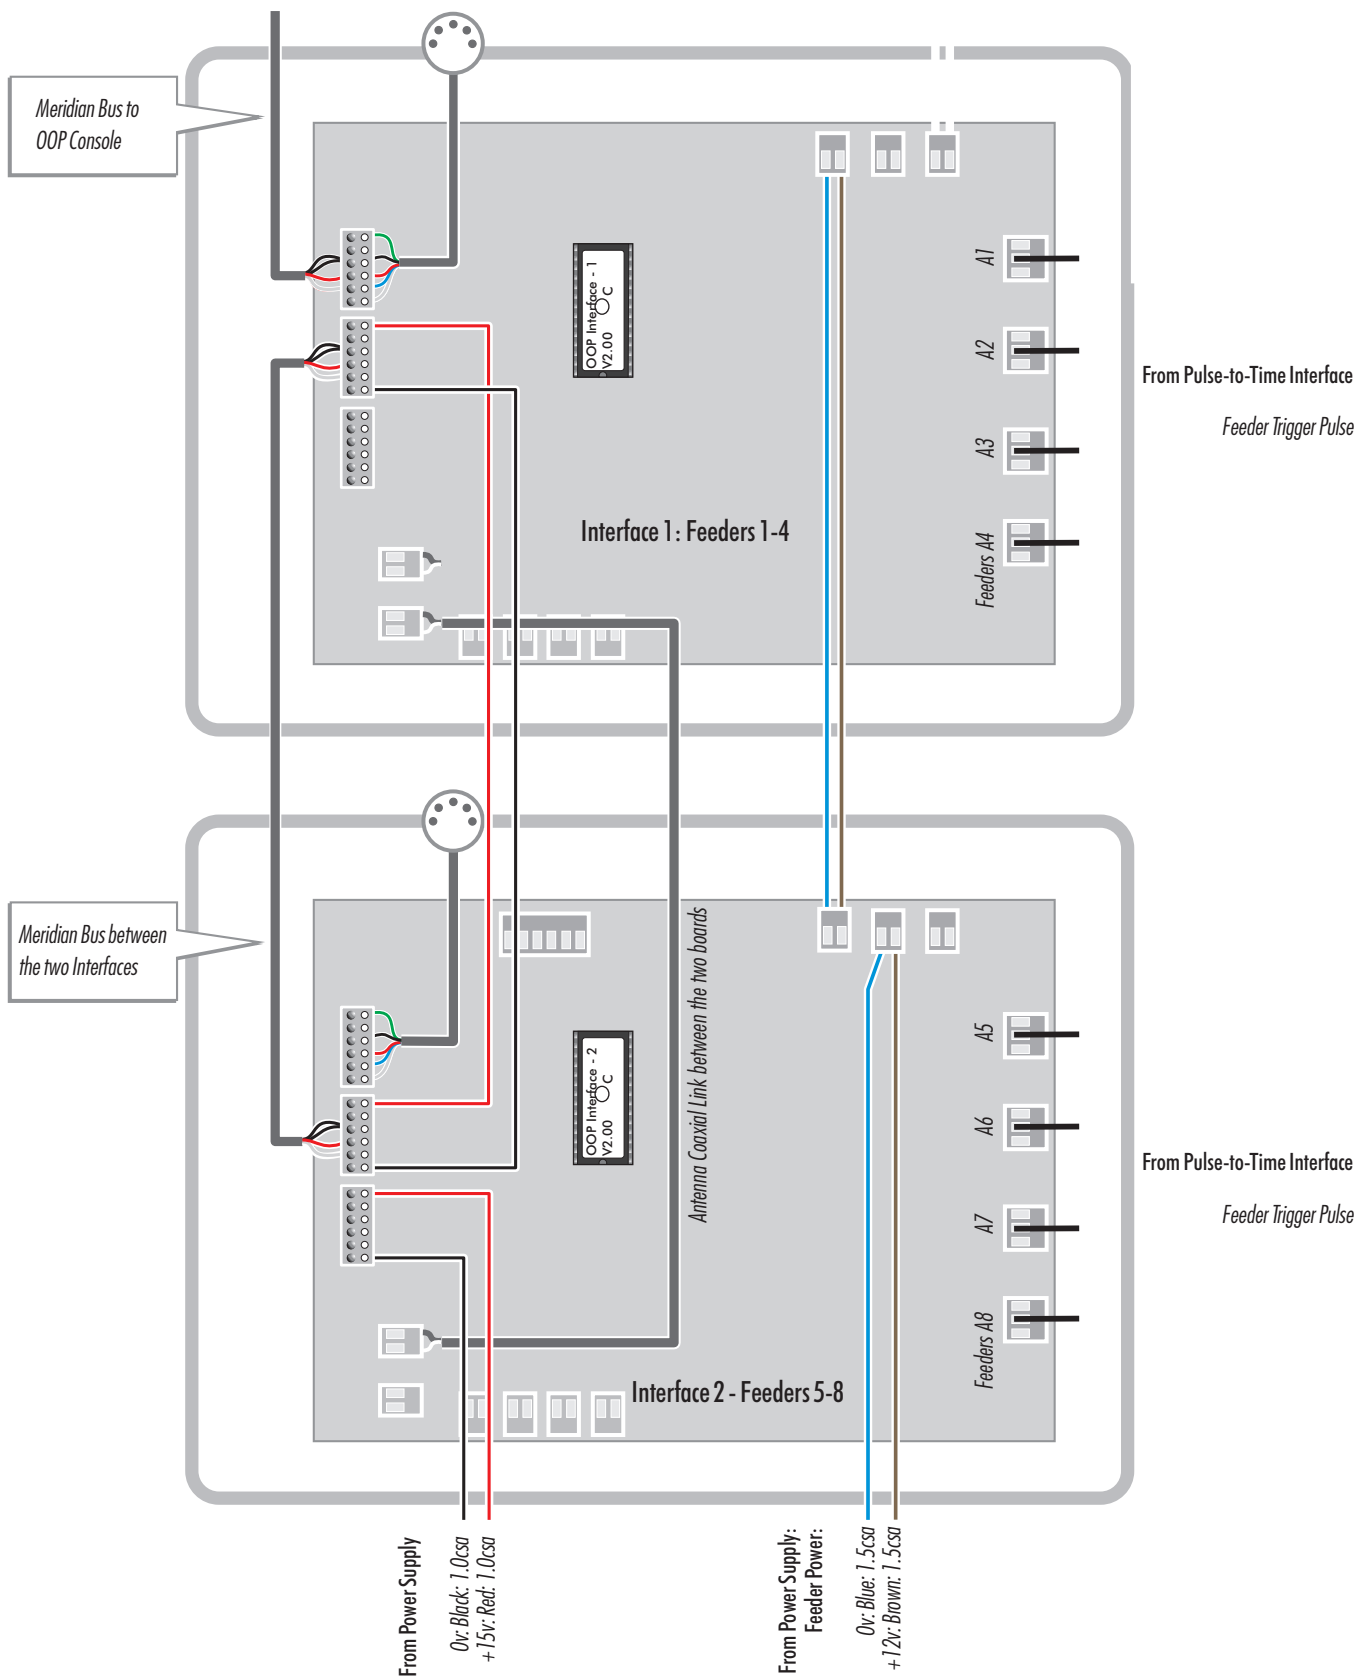 Meridian Bus to
OOP Console
OOP Interface - 1
C
V2.00
A1
A2
A3
Feeders A4
From Pulse-to-Time Interface
Feeder Trigger Pulse
Interface 1: Feeders 1-4
Meridian Bus between
the two Interfaces
Antenna Coaxial Link between the two boards
OOP Interface - 2
C
V2.00
A5
A6
A7
Feeders A8
From Pulse-to-Time Interface
Feeder Trigger Pulse
Interface 2 - Feeders 5-8
From Power Supply
0v: Black: 1.0csa
+15v: Red: 1.0csa
From Power Supply:
Feeder Power:
0v: Blue: 1.5csa
+12v: Brown: 1.5csa